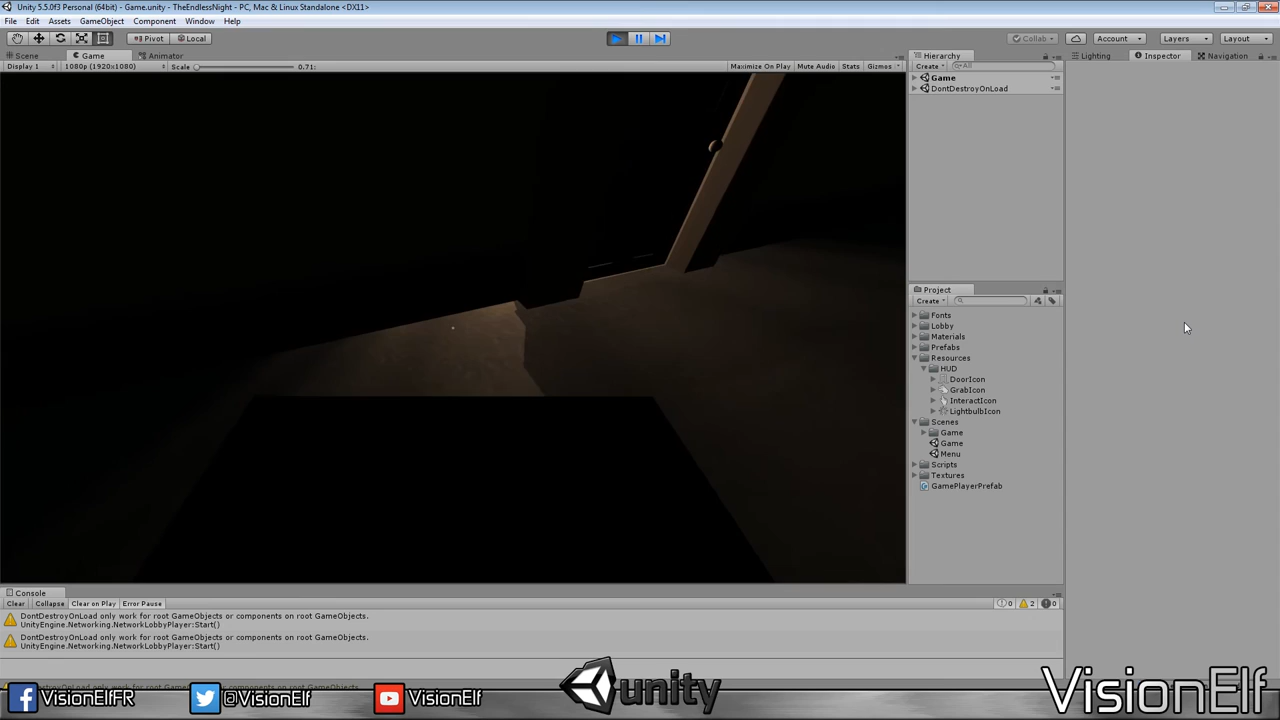 Unity 5.5.0f3 Personal (64bit) - Game.unity - TheEndlessNight - PC, Mac & Linux Standalone <DX11>
File Edit Assets GameObject Component Window Help
Pivot Local Collab Account Layers Layout
Scene Game Animator Hierarchy Lighting Inspector Navigation
Display 1 1080p (1920x1080) Scale 0.71: Maximize On Play Mute Audio Stats Gizmos Create All
Game
DontDestroyOnLoad
Project
Create
Fonts
Lobby
Materials
Prefabs
Resources
HUD
DoorIcon
GrabIcon
InteractIcon
LightbulbIcon
Scenes
Game
Game
Menu
Scripts
Textures
GamePlayerPrefab
Console
Clear Collapse Clear on Play Error Pause 0 2 0
DontDestroyOnLoad only work for root GameObjects or components on root GameObjects.
UnityEngine.Networking.NetworkLobbyPlayer:Start()
DontDestroyOnLoad only work for root GameObjects or components on root GameObjects.
UnityEngine.Networking.NetworkLobbyPlayer:Start()
VisionElfFR @VisionElf VisionElf unity VisionElf